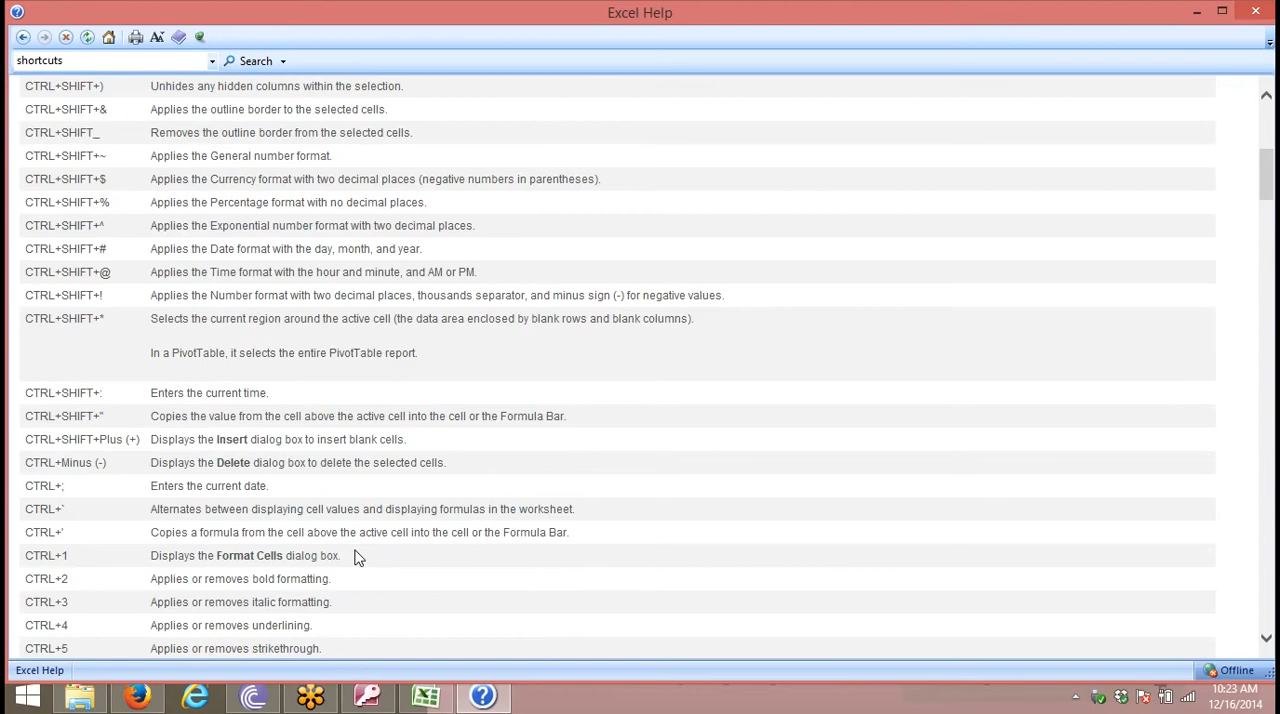 Excel Help
shortcuts
Search
CTRL+SHIFT+) Unhides any hidden columns within the selection.
CTRL+SHIFT+& Applies the outline border to the selected cells.
CTRL+SHIFT_ Removes the outline border from the selected cells.
CTRL+SHIFT+~ Applies the General number format.
CTRL+SHIFT+$ Applies the Currency format with two decimal places (negative numbers in parentheses).
CTRL+SHIFT+% Applies the Percentage format with no decimal places.
CTRL+SHIFT+^ Applies the Exponential number format with two decimal places.
CTRL+SHIFT+# Applies the Date format with the day, month, and year.
CTRL+SHIFT+@ Applies the Time format with the hour and minute, and AM or PM.
CTRL+SHIFT+! Applies the Number format with two decimal places, thousands separator, and minus sign (-) for negative values.
CTRL+SHIFT+* Selects the current region around the active cell (the data area enclosed by blank rows and blank columns).
In a PivotTable, it selects the entire PivotTable report.
CTRL+SHIFT+: Enters the current time.
CTRL+SHIFT+" Copies the value from the cell above the active cell into the cell or the Formula Bar.
CTRL+SHIFT+Plus (+) Displays the Insert dialog box to insert blank cells.
CTRL+Minus (-) Displays the Delete dialog box to delete the selected cells.
CTRL+; Enters the current date.
CTRL+` Alternates between displaying cell values and displaying formulas in the worksheet.
CTRL+' Copies a formula from the cell above the active cell into the cell or the Formula Bar.
CTRL+1 Displays the Format Cells dialog box.
CTRL+2 Applies or removes bold formatting.
CTRL+3 Applies or removes italic formatting.
CTRL+4 Applies or removes underlining.
CTRL+5 Applies or removes strikethrough.
Excel Help
Offline
10:23 AM
12/16/2014